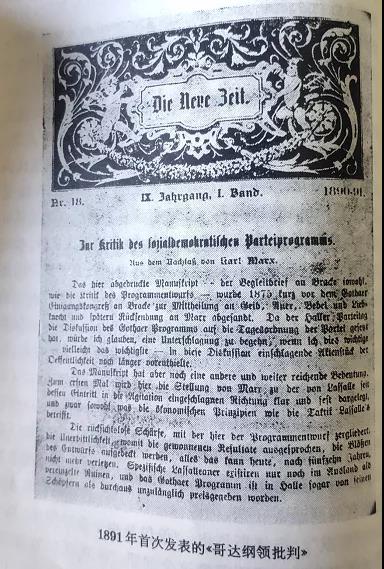 Die Neue Zeit.
Nr. 18. IX. Jahrgang, I. Band. 1890-91.
Zur Kritik des sozialdemokratischen Parteiprogramms.
Aus dem Nachlaß von Karl Marx.
Das hier abgedruckte Manuskript - der Begleitbrief an Bracke sowohl,
wie die Kritik des Programmentwurfs — wurde 1875 kurz vor dem Gothaer
Einigungskongreß an Bracke zur Mittheilung an Geib, Auer, Bebel und Lieb-
knecht und spätern Rücksendung an Marx abgesandt. Da der Haller Parteitag
die Diskussion des Gothaer Programms auf die Tagesordnung der Partei gesetzt
hat, würde ich glauben, eine Unterschlagung zu begehn, wenn ich dies wichtige
— vielleicht das wichtigste — in diese Diskussion einschlagende Aktenstück der
Oeffentlichkeit noch länger vorenthielte.
Das Manuskript hat aber noch eine andere und weiter reichende Bedeutung.
Zum ersten Mal wird hier die Stellung von Marx zu der von Lassalle seit
dessen Eintritt in die Agitation eingeschlagnen Richtung klar und fest dargelegt,
und zwar sowohl was die ökonomischen Prinzipien wie die Taktik Lassalle's
betrifft.
Die rücksichtslose Schärfe, mit der hier der Programmentwurf zergliedert,
die Unerbittlichkeit, womit die gewonnenen Resultate ausgesprochen, die Blößen
des Entwurfs aufgedeckt werden, alles das kann heute, nach fünfzehn Jahren,
nicht mehr verletzen. Spezifische Lassalleaner existiren nur noch im Ausland als
vereinzelte Ruinen, und das Gothaer Programm ist in Halle sogar von seinen
Schöpfern als durchaus unzulänglich preisgegeben worden.
1891年首次发表的«哥达纲领批判»